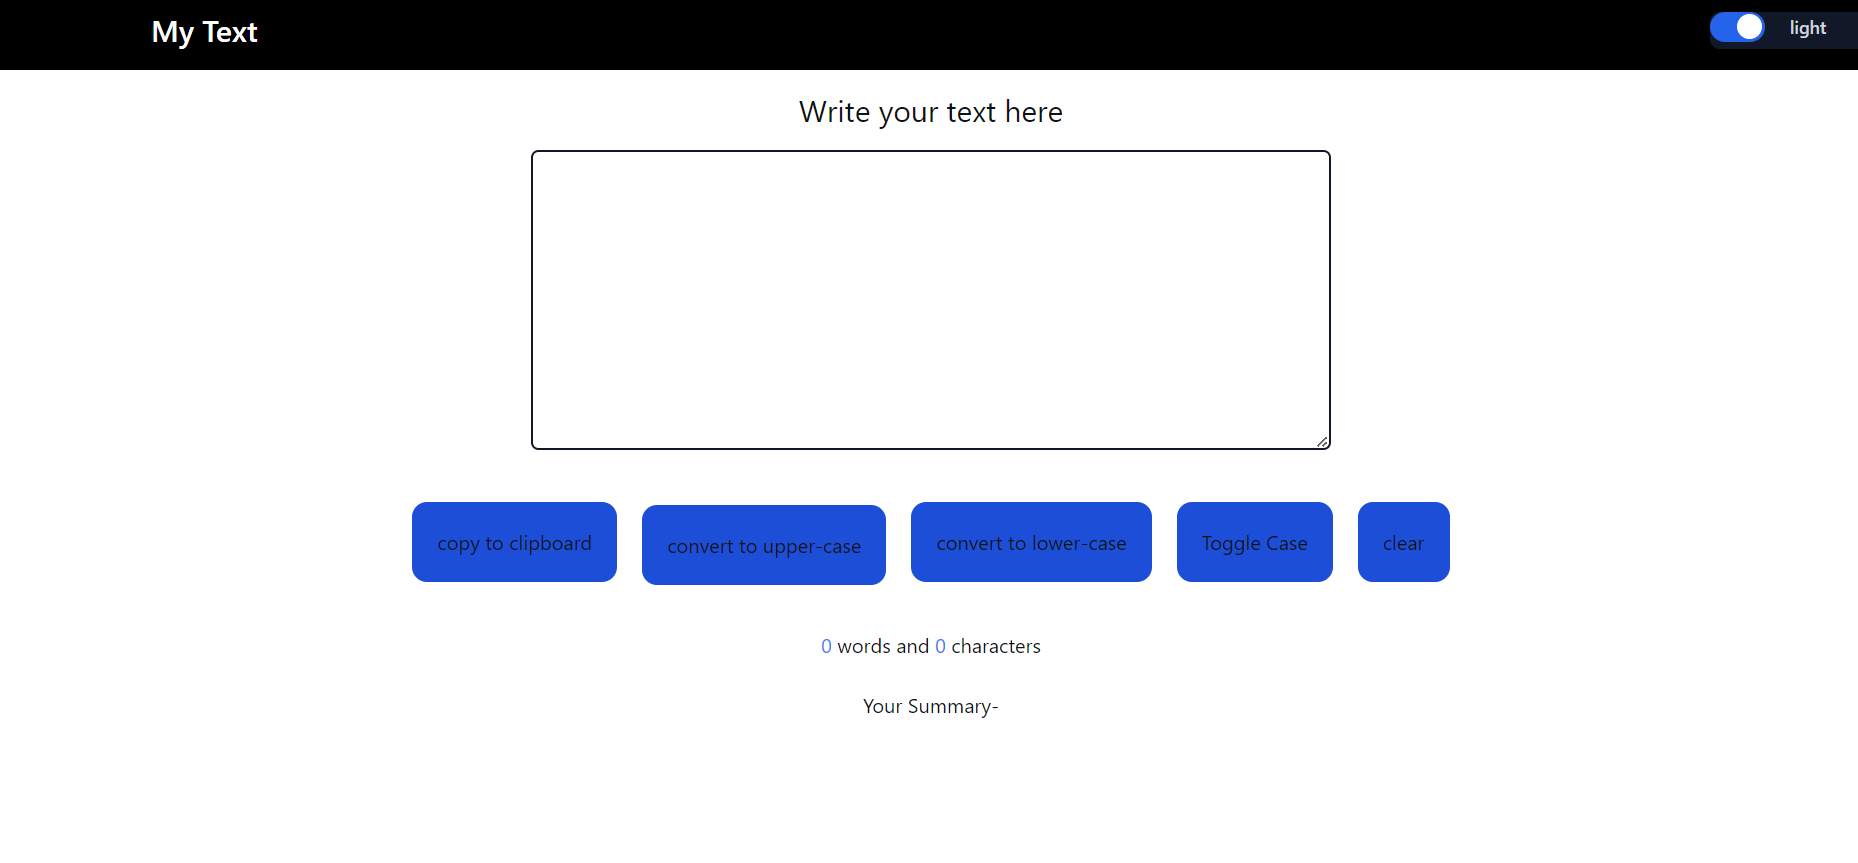 My Text
light
Write your text here
copy to clipboard
convert to upper-case
convert to lower-case
Toggle Case
clear
0 words and 0 characters
Your Summary-